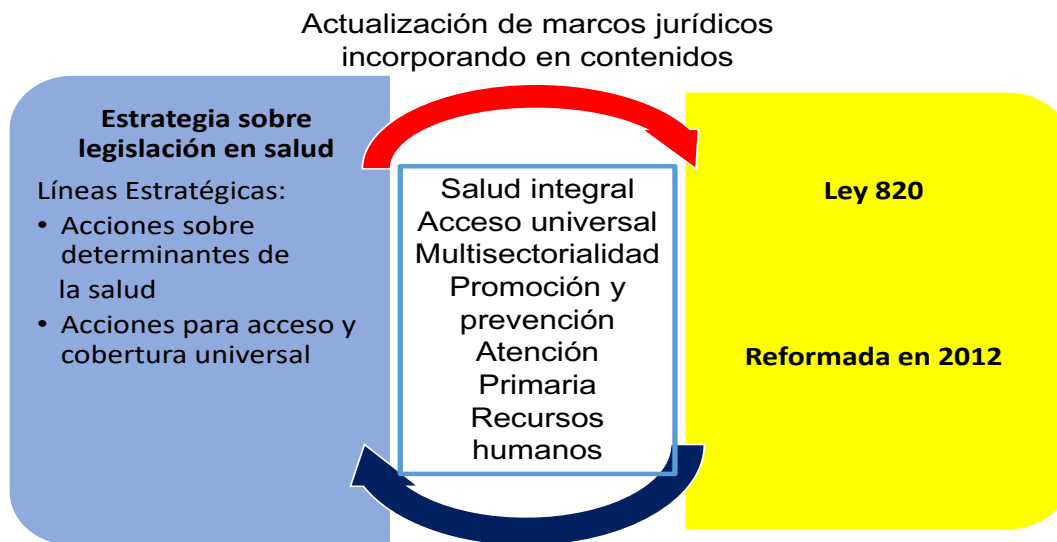 Actualización de marcos jurídicos
incorporando en contenidos
Estrategia sobre
legislación en salud
Líneas Estratégicas:
• Acciones sobre
determinantes de
la salud
• Acciones para acceso y
cobertura universal
Salud integral
Acceso universal
Multisectorialidad
Promoción y
prevención
Atención
Primaria
Recursos
humanos
Ley 820
Reformada en 2012